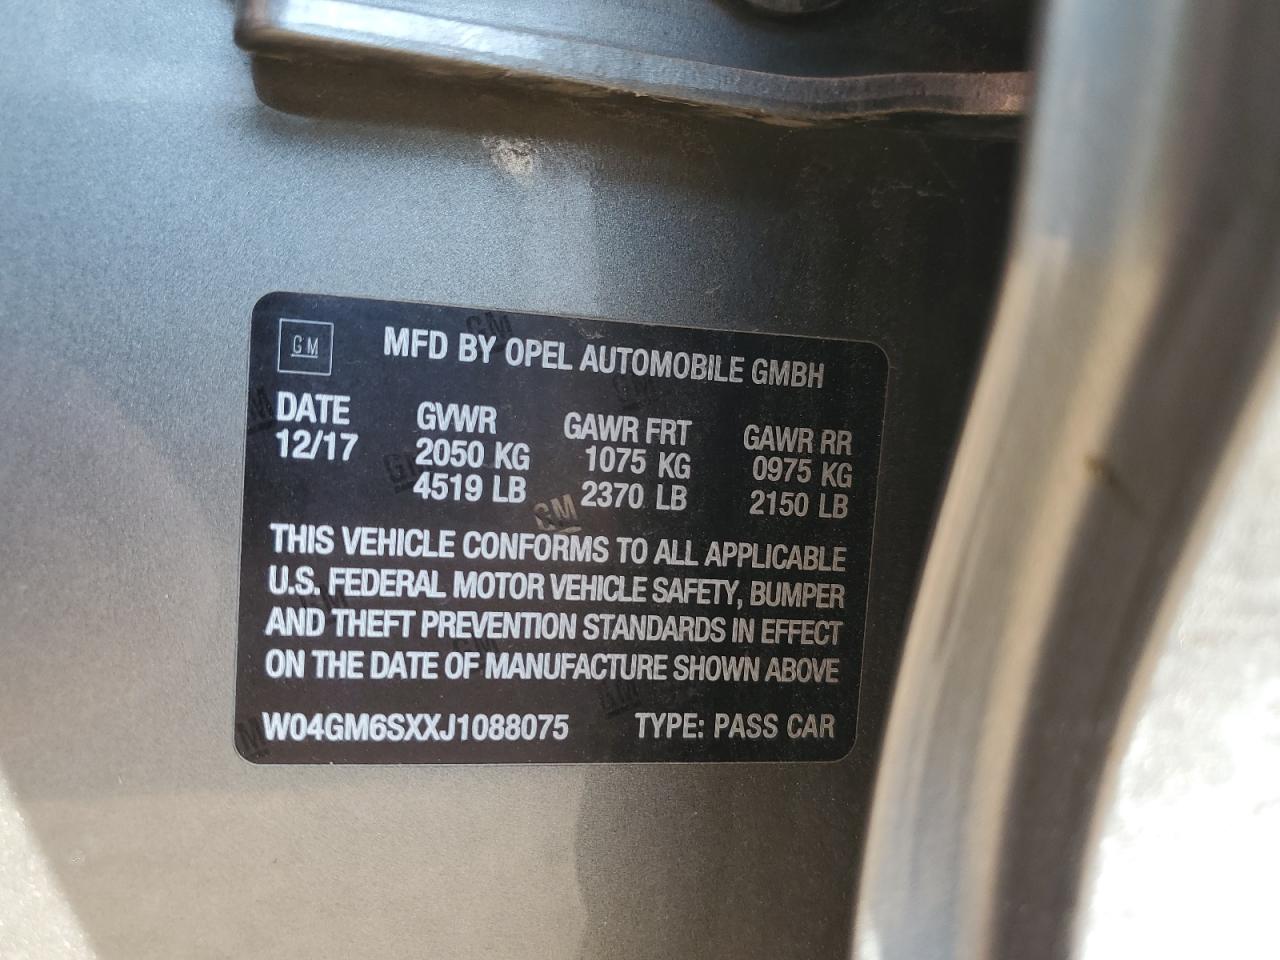 GM MFD BY OPEL AUTOMOBILE GMBH
DATE GVWR GAWR FRT GAWR RR
12/17 2050 KG 1075 KG 0975 KG
4519 LB 2370 LB 2150 LB
THIS VEHICLE CONFORMS TO ALL APPLICABLE
U.S. FEDERAL MOTOR VEHICLE SAFETY, BUMPER
AND THEFT PREVENTION STANDARDS IN EFFECT
ON THE DATE OF MANUFACTURE SHOWN ABOVE
W04GM6SXXJ1088075 TYPE: PASS CAR